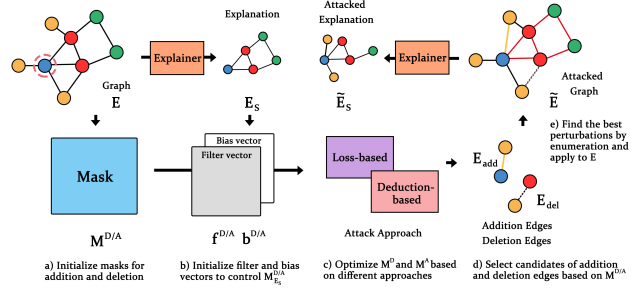 Explanation
Attacked
Explanation
Explainer
Explainer
Graph
E
E_S
Ẽ_S
Attacked
Graph
Ẽ
Mask
Bias vector
Filter vector
Loss-based
Deduction-
based
E_add
E_del
e) Find the best
perturbations by
enumeration and
apply to E
M^D/A
f^D/A b^D/A
Attack Approach
Addition Edges
Deletion Edges
a) Initialize masks for
addition and deletion
b) Initialize filter and bias
vectors to control M_{E_S}^D/A
c) Optimize M^D and M^A based
on different approaches
d) Select candidates of addition
and deletion edges based on M^D/A